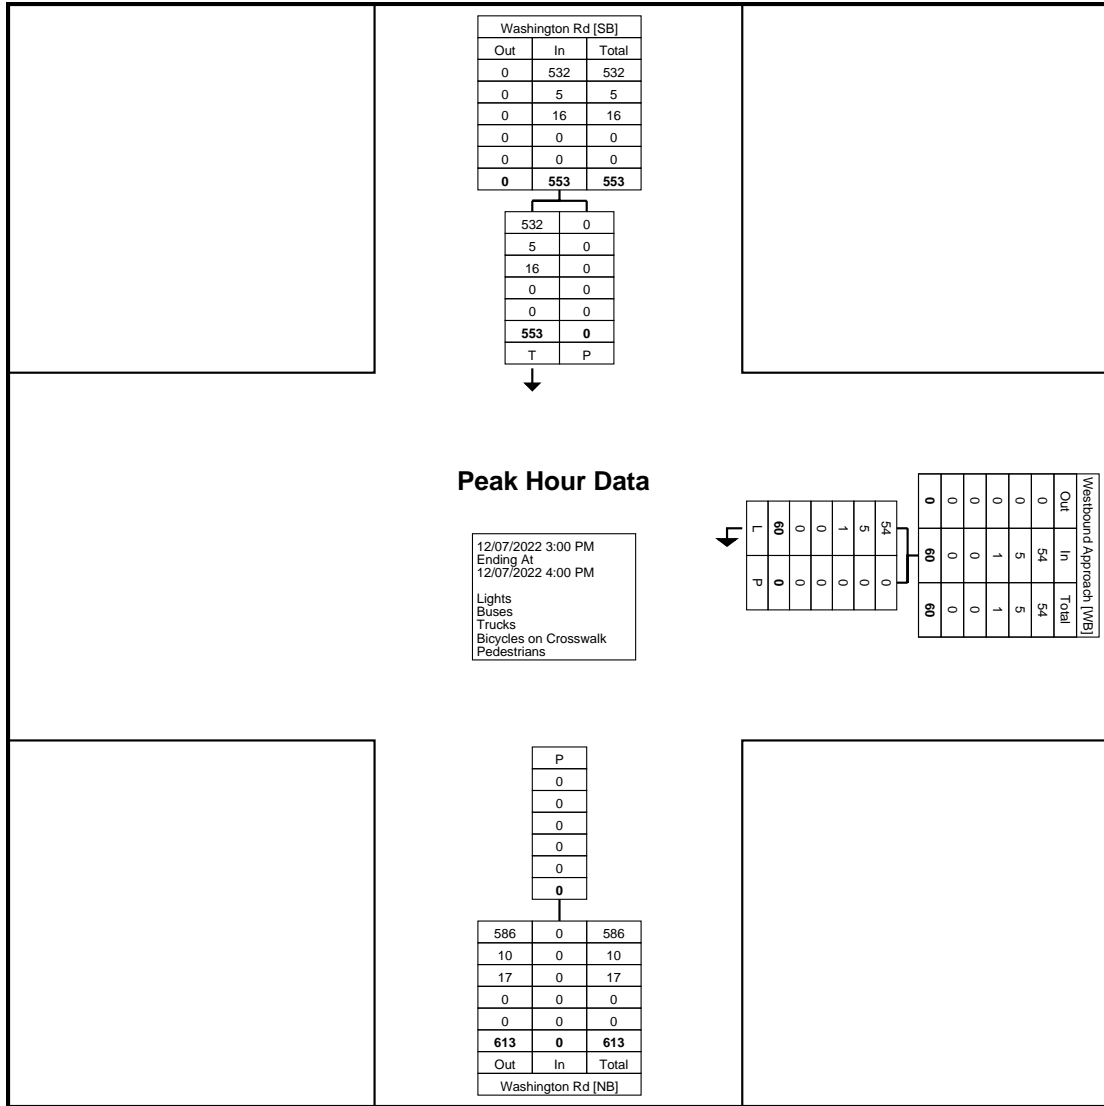 Washington Rd [SB]
Out In Total
0 532 532
0 5 5
0 16 16
0 0 0
0 0 0
0 553 553
532 0
5 0
16 0
0 0
0 0
553 0
T P
Peak Hour Data
12/07/2022 3:00 PM
Ending At
12/07/2022 4:00 PM
Lights
Buses
Trucks
Bicycles on Crosswalk
Pedestrians
Westbound Approach [WB]
Out In Total
0 54 54
0 5 5
0 1 1
0 0 0
0 0 0
0 60 60
54 0
5 0
1 0
0 0
0 0
60 0
L P
P
0
0
0
0
0
0
586 0 586
10 0 10
17 0 17
0 0 0
0 0 0
613 0 613
Out In Total
Washington Rd [NB]